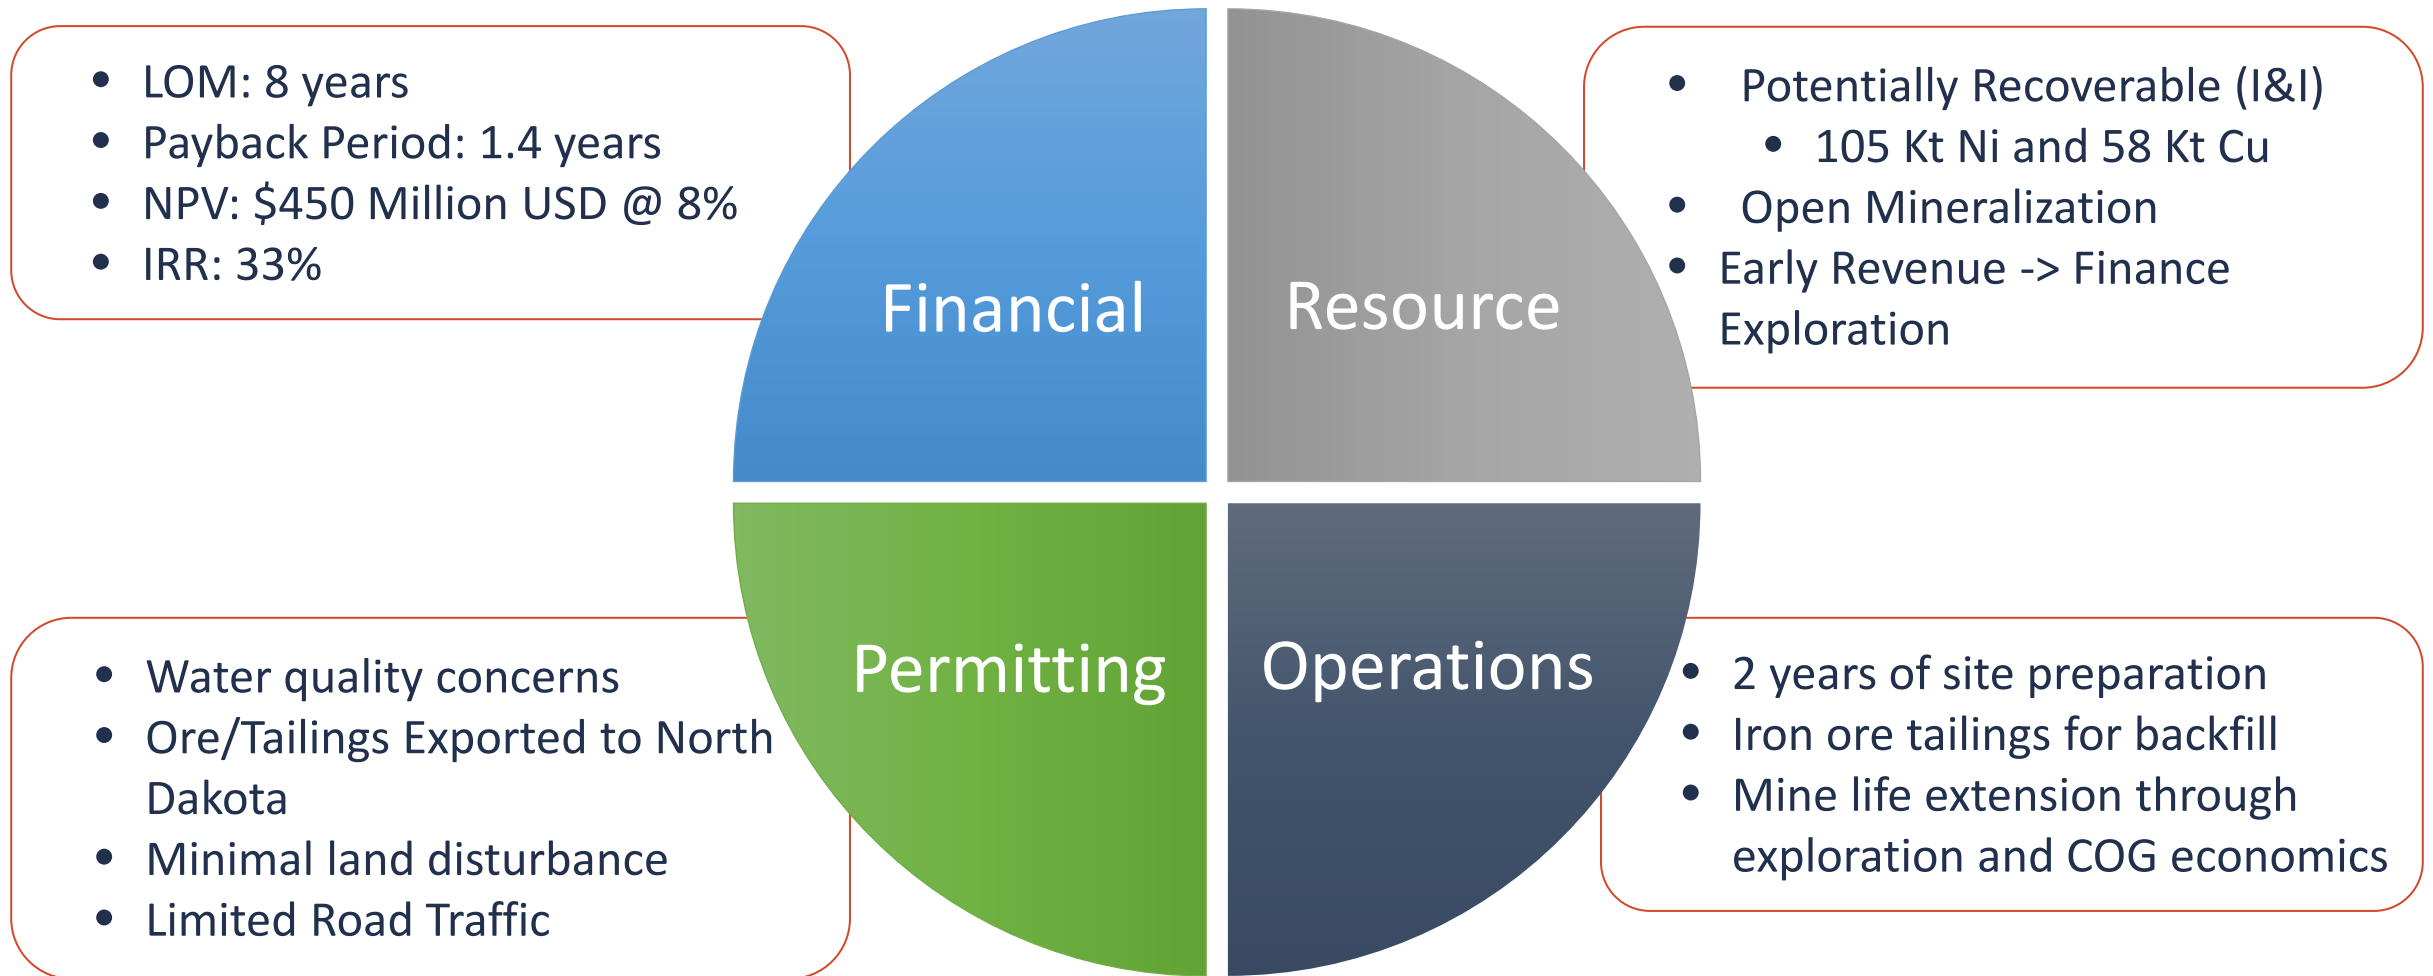 • LOM: 8 years
• Payback Period: 1.4 years
• NPV: $450 Million USD @ 8%
• IRR: 33%
Financial
Resource
• Potentially Recoverable (I&I)
• 105 Kt Ni and 58 Kt Cu
• Open Mineralization
• Early Revenue -> Finance
Exploration
• Water quality concerns
• Ore/Tailings Exported to North
Dakota
• Minimal land disturbance
• Limited Road Traffic
Permitting
Operations
• 2 years of site preparation
• Iron ore tailings for backfill
• Mine life extension through
exploration and COG economics